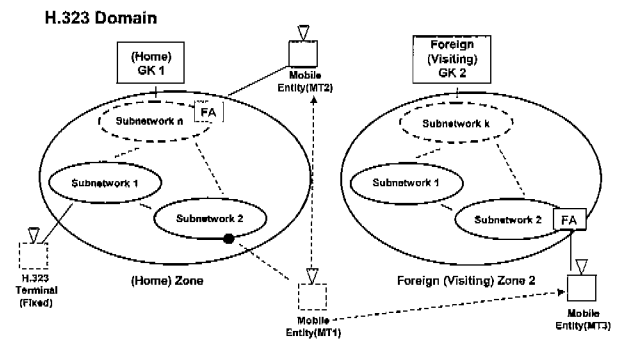 H.323 Domain
(Home)
GK 1
Mobile
Entity(MT2)
Foreign
(Visiting)
GK 2
Subnetwork n
FA
Subnetwork k
Subnetwork 1
Subnetwork 1
Subnetwork 2
Subnetwork 2
FA
H.323
Terminal
(Fixed)
(Home) Zone
Foreign (Visiting) Zone 2
Mobile
Entity(MT1)
Mobile
Entity(MT3)